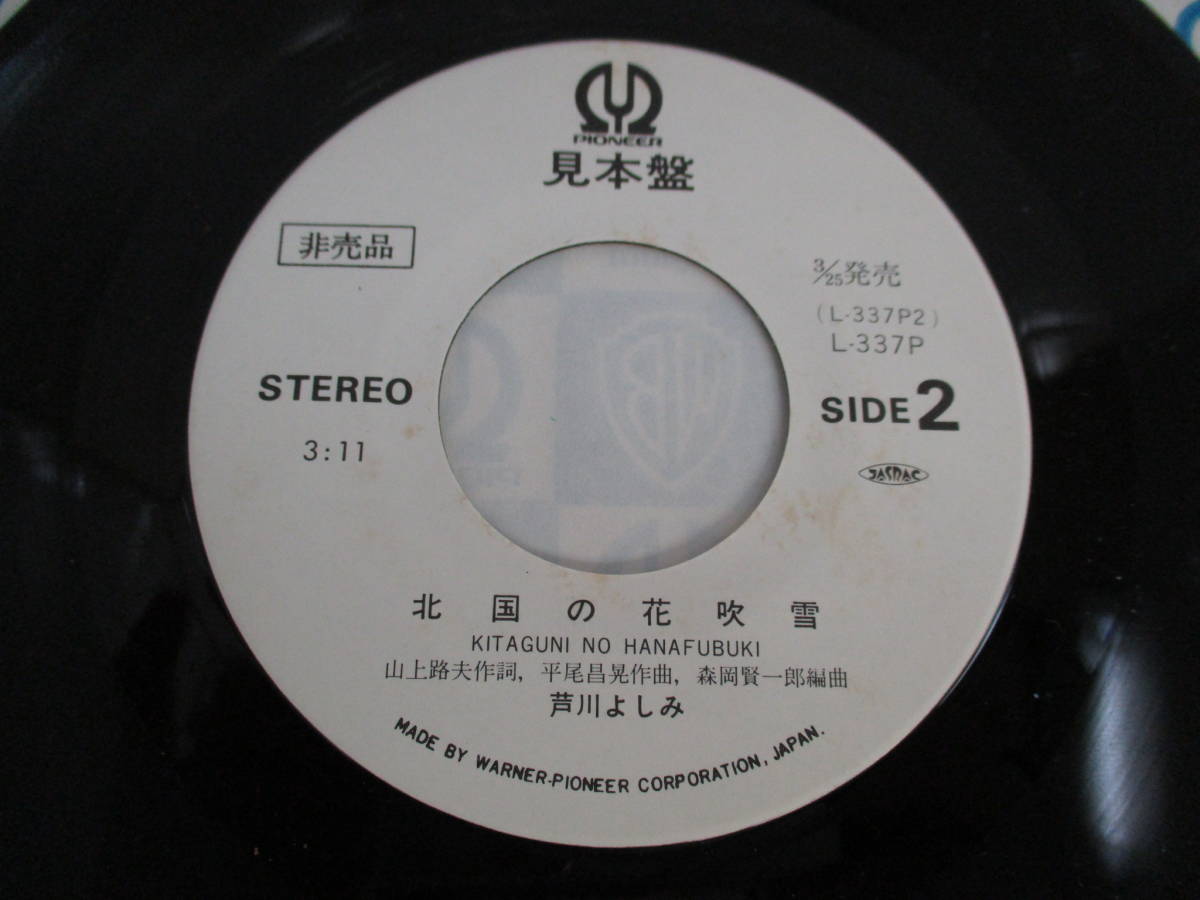 PIONEER
見本盤
非売品
3/25発売
(L-337P2)
L-337P
STEREO
SIDE 2
3:11
JASRAC
北国の花吹雪
KITAGUNI NO HANAFUBUKI
山上路夫作詞, 平尾昌晃作曲, 森岡賢一郎編曲
芦川よしみ
MADE BY WARNER-PIONEER CORPORATION, JAPAN.